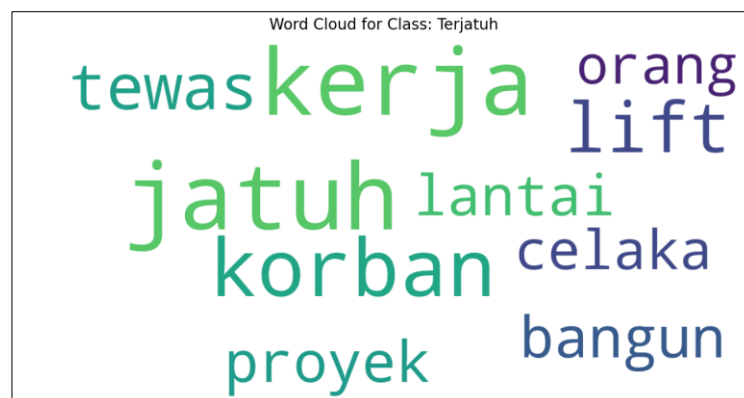 Word Cloud for Class: Terjatuh
tewas kerja orang
lift
jatuh lantai
korban celaka
proyek bangun